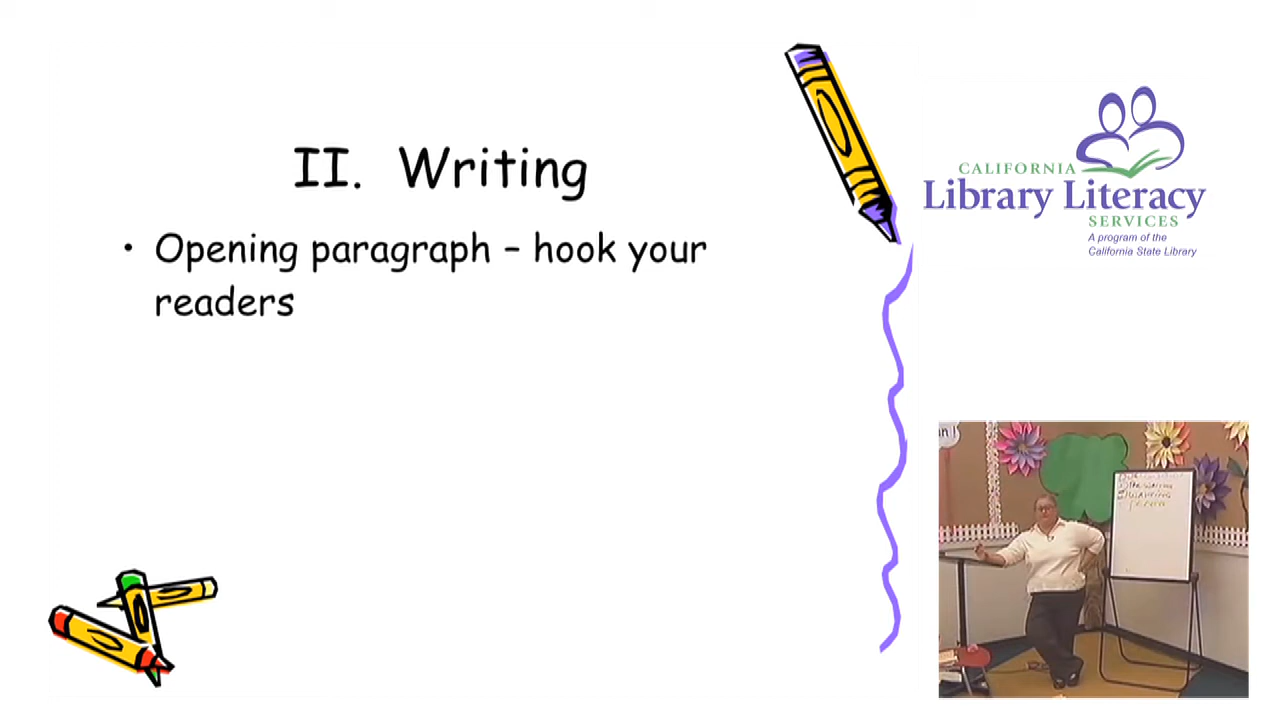 II. Writing
• Opening paragraph – hook your
readers
CALIFORNIA
Library Literacy
SERVICES
A program of the
California State Library